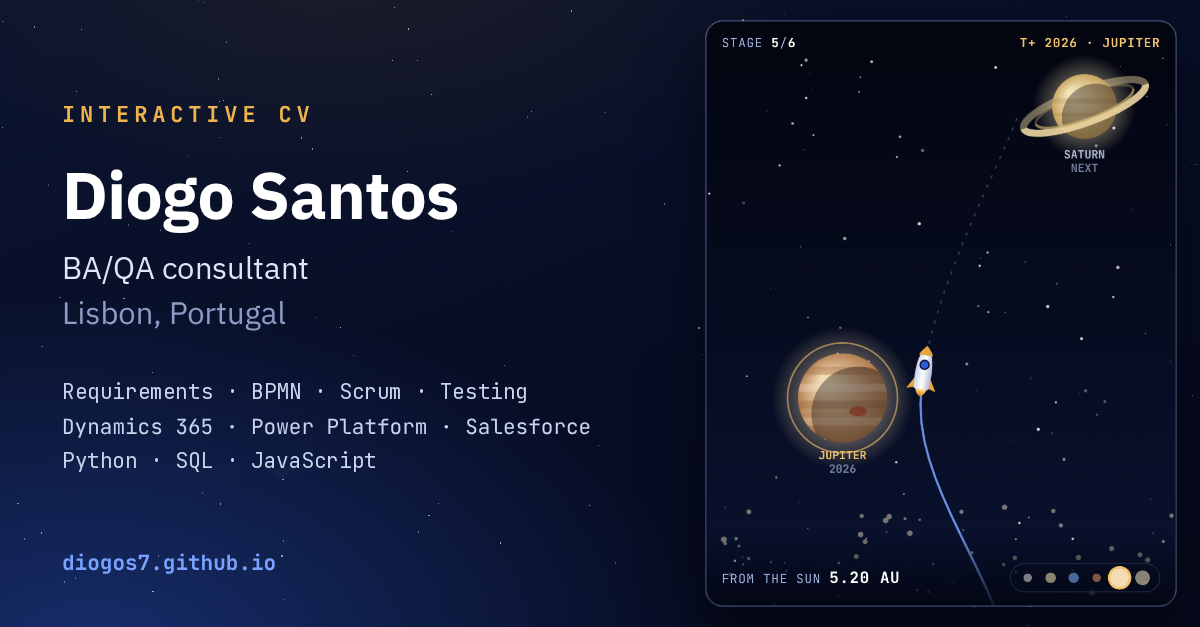 INTERACTIVE CV
Diogo Santos
BA/QA consultant
Lisbon, Portugal
Requirements · BPMN · Scrum · Testing
Dynamics 365 · Power Platform · Salesforce
Python · SQL · JavaScript
diogos7.github.io
STAGE 5/6
T+ 2026 · JUPITER
SATURN
NEXT
JUPITER
2026
FROM THE SUN 5.20 AU